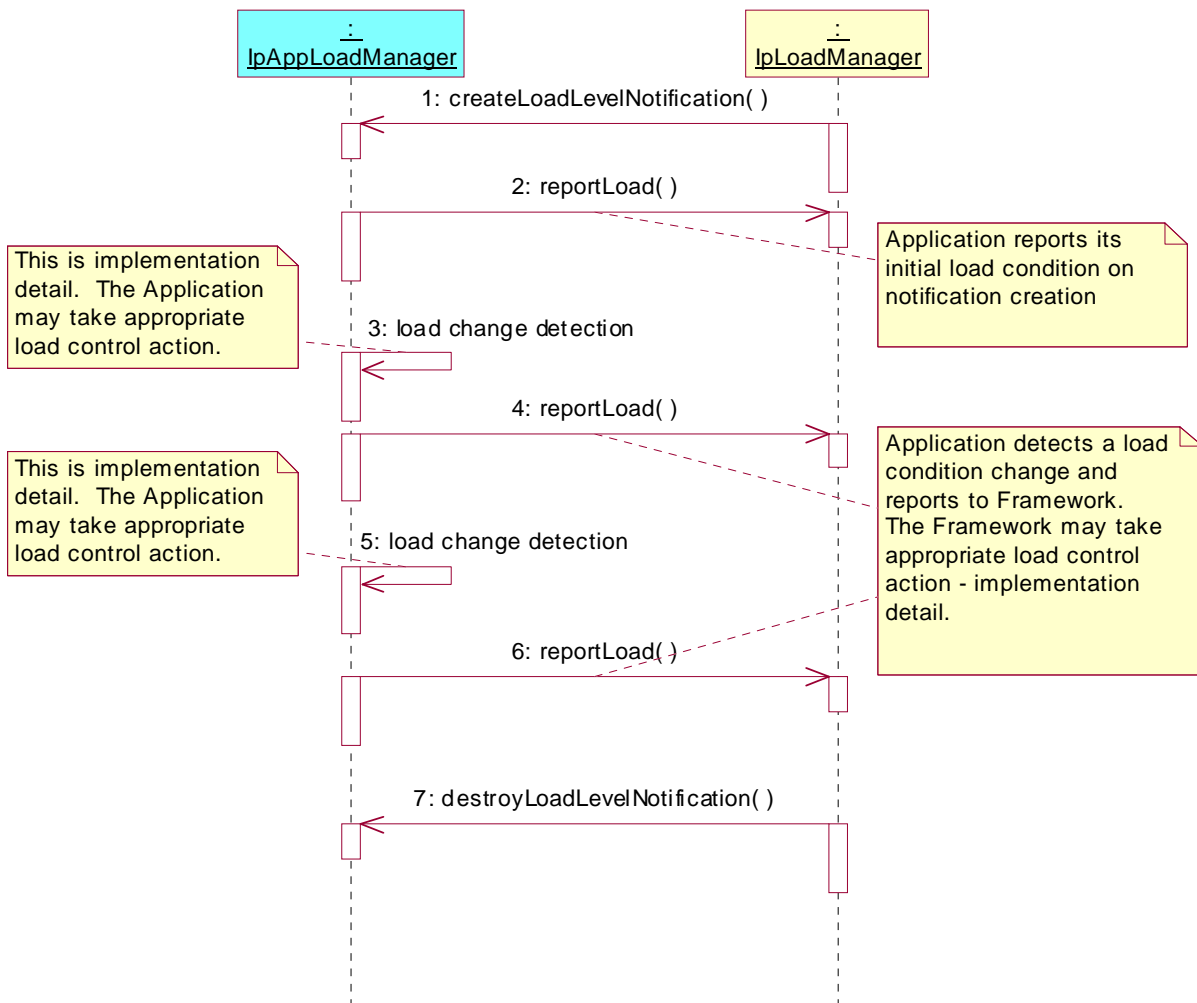 :
IpAppLoadManager
:
IpLoadManager
1: createLoadLevelNotification( )
2: reportLoad( )
Application reports its
initial load condition on
notification creation
This is implementation
detail. The Application
may take appropriate
load control action.
3: load change detection
4: reportLoad( )
Application detects a load
condition change and
reports to Framework.
The Framework may take
appropriate load control
action - implementation
detail.
This is implementation
detail. The Application
may take appropriate
load control action.
5: load change detection
6: reportLoad( )
7: destroyLoadLevelNotification( )